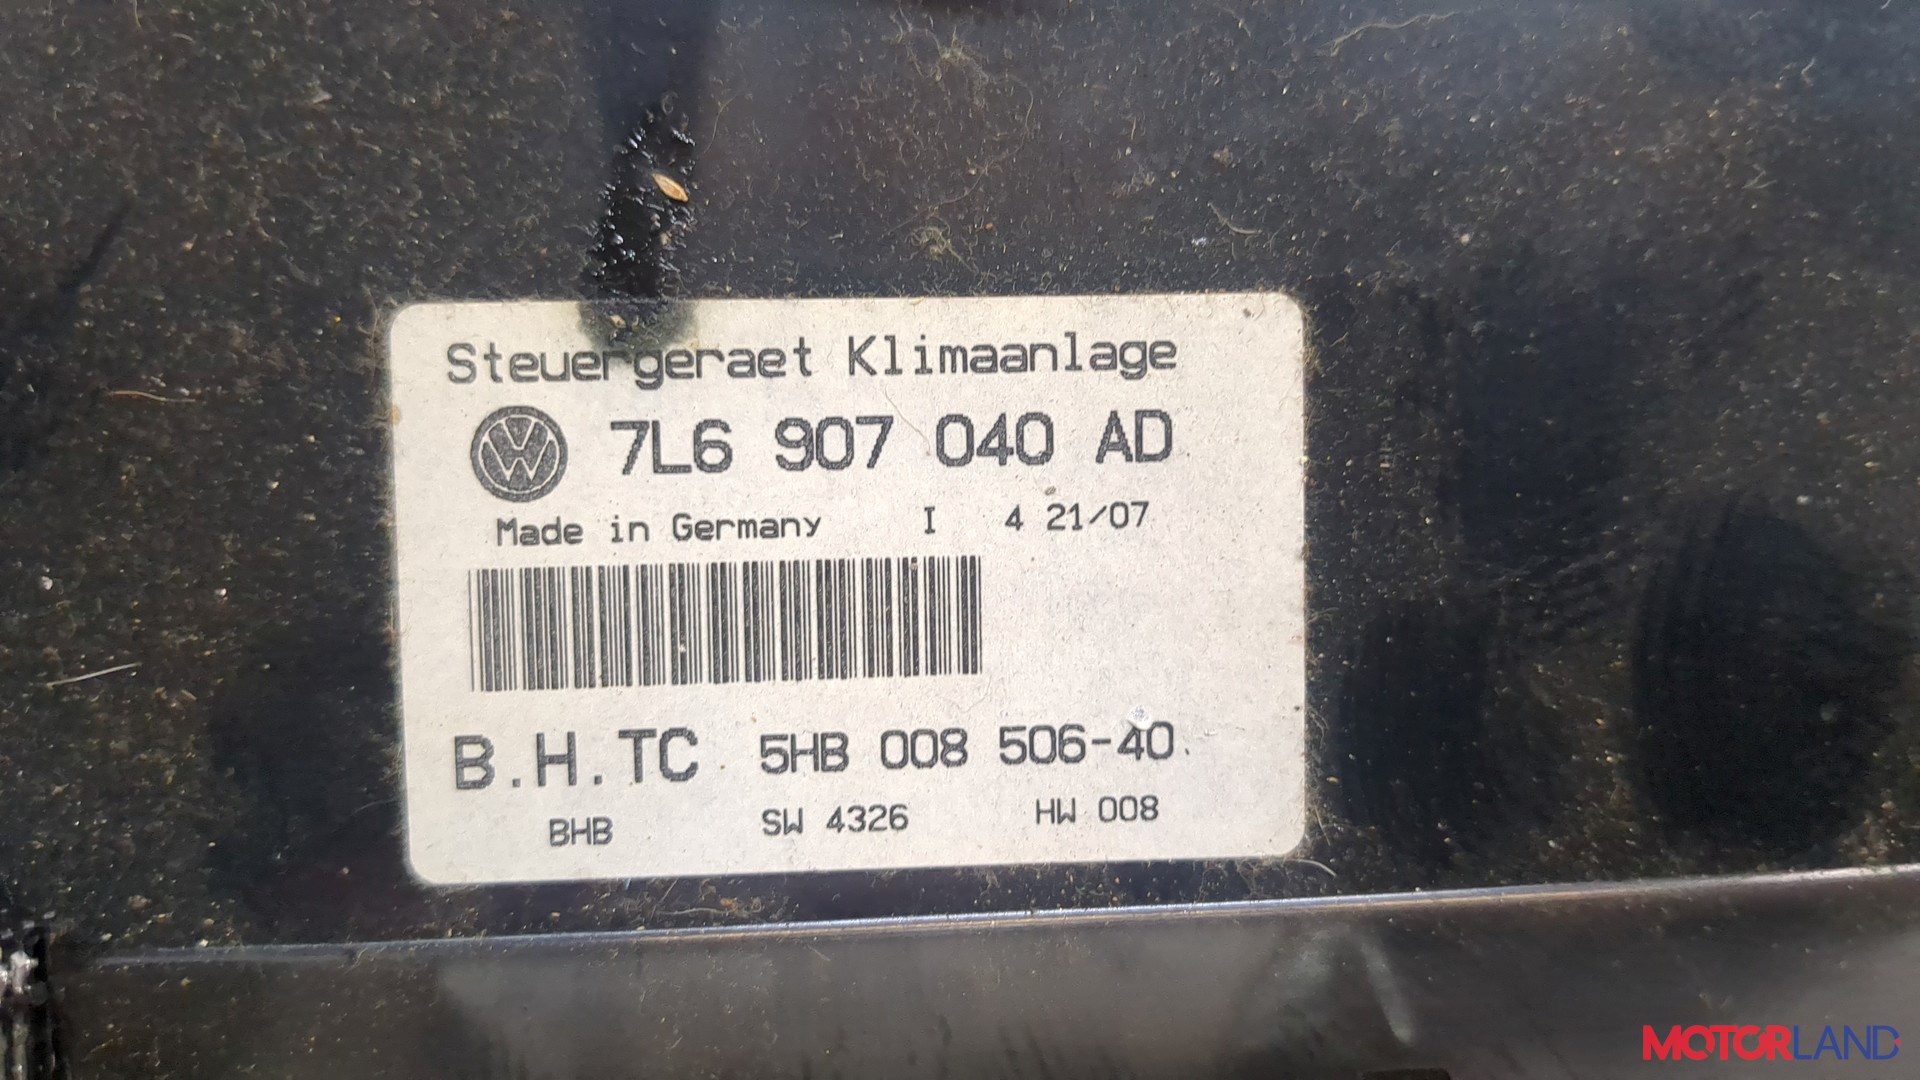 Steuergeraet Klimaanlage
7L6 907 040 AD
Made in Germany I 4 21/07
B.H.TC 5HB 008 506-40
BHB SW 4326 HW 008
MOTORLAND